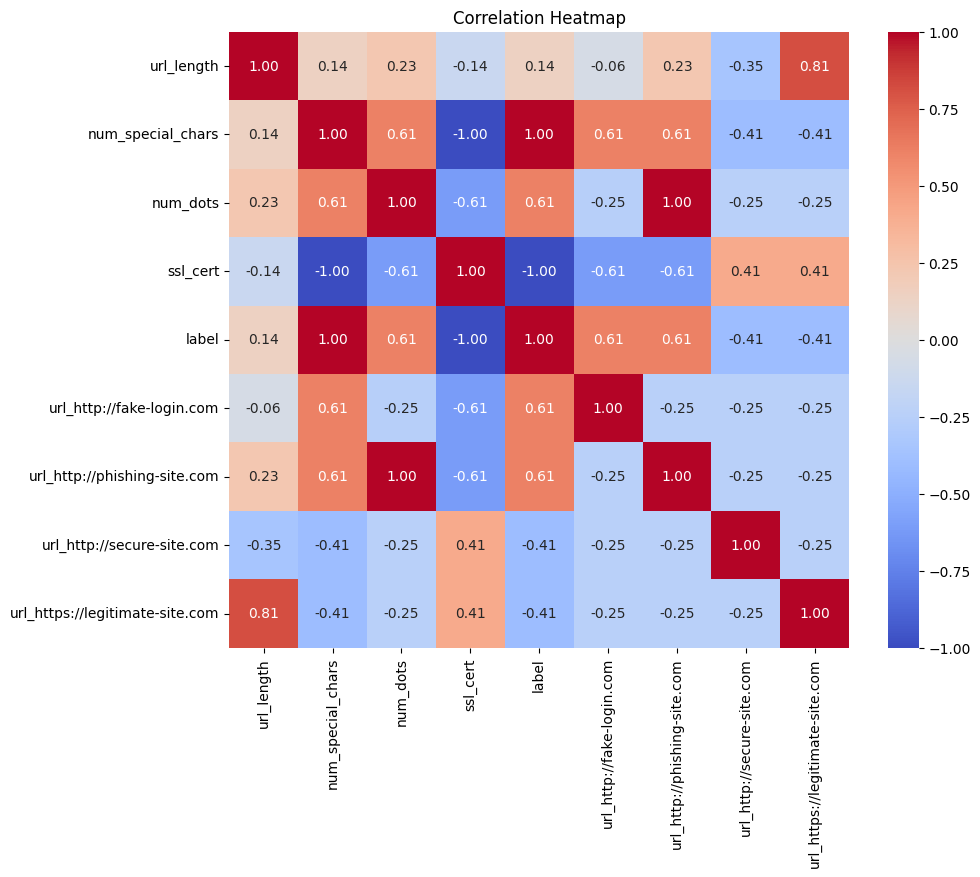 Correlation Heatmap
url_length 1.00 0.14 0.23 -0.14 0.14 -0.06 0.23 -0.35 0.81
num_special_chars 0.14 1.00 0.61 -1.00 1.00 0.61 0.61 -0.41 -0.41
num_dots 0.23 0.61 1.00 -0.61 0.61 -0.25 1.00 -0.25 -0.25
ssl_cert -0.14 -1.00 -0.61 1.00 -1.00 -0.61 -0.61 0.41 0.41
label 0.14 1.00 0.61 -1.00 1.00 0.61 0.61 -0.41 -0.41
url_http://fake-login.com -0.06 0.61 -0.25 -0.61 0.61 1.00 -0.25 -0.25 -0.25
url_http://phishing-site.com 0.23 0.61 1.00 -0.61 0.61 -0.25 1.00 -0.25 -0.25
url_http://secure-site.com -0.35 -0.41 -0.25 0.41 -0.41 -0.25 -0.25 1.00 -0.25
url_https://legitimate-site.com 0.81 -0.41 -0.25 0.41 -0.41 -0.25 -0.25 -0.25 1.00
url_length
num_special_chars
num_dots
ssl_cert
label
url_http://fake-login.com
url_http://phishing-site.com
url_http://secure-site.com
url_https://legitimate-site.com
1.00
0.75
0.50
0.25
0.00
−0.25
−0.50
−0.75
−1.00